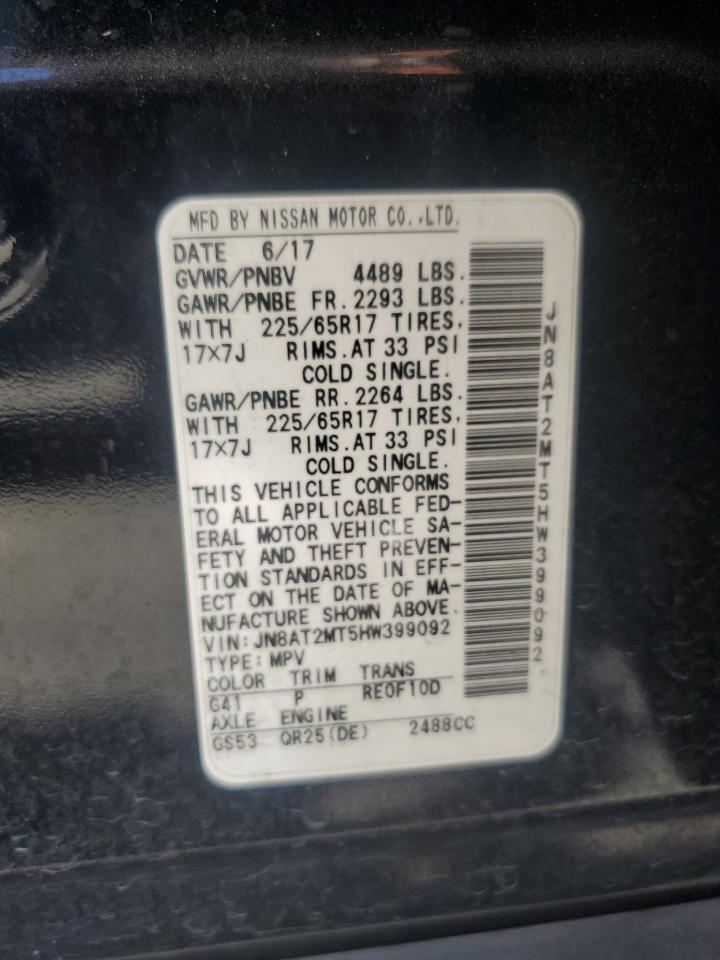 MFD BY NISSAN MOTOR CO.,LTD.
DATE 6/17
GVWR/PNBV 4489 LBS.
GAWR/PNBE FR.2293 LBS.
WITH 225/65R17 TIRES,
17×7J RIMS.AT 33 PSI
COLD SINGLE.
GAWR/PNBE RR.2264 LBS.
WITH 225/65R17 TIRES,
17×7J RIMS.AT 33 PSI
COLD SINGLE.
THIS VEHICLE CONFORMS
TO ALL APPLICABLE FED-
ERAL MOTOR VEHICLE SA-
FETY AND THEFT PREVEN-
TION STANDARDS IN EFF-
ECT ON THE DATE OF MA-
NUFACTURE SHOWN ABOVE.
VIN:JN8AT2MT5HW399092
TYPE:MPV
COLOR TRIM TRANS
G41 P RE0F10D
AXLE ENGINE
GS53 QR25(DE) 2488CC
JN8AT2MT5HW399092